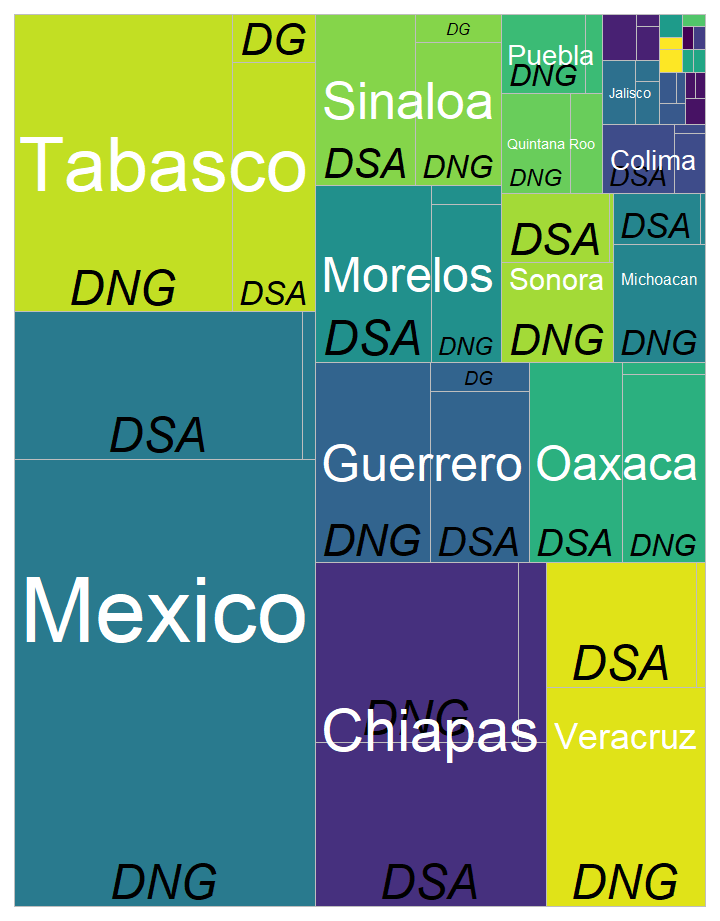 DG
Tabasco
DNG
DSA
DSA
Mexico
DNG
DG
Sinaloa
DSA
DNG
Morelos
DSA
DNG
Puebla
DNG
Quintana Roo
DNG
Jalisco
Colima
DSA
DSA
Sonora
DNG
DSA
Michoacan
DNG
DG
Guerrero
DNG
DSA
Oaxaca
DSA
DNG
DNG
Chiapas
DSA
DSA
Veracruz
DNG